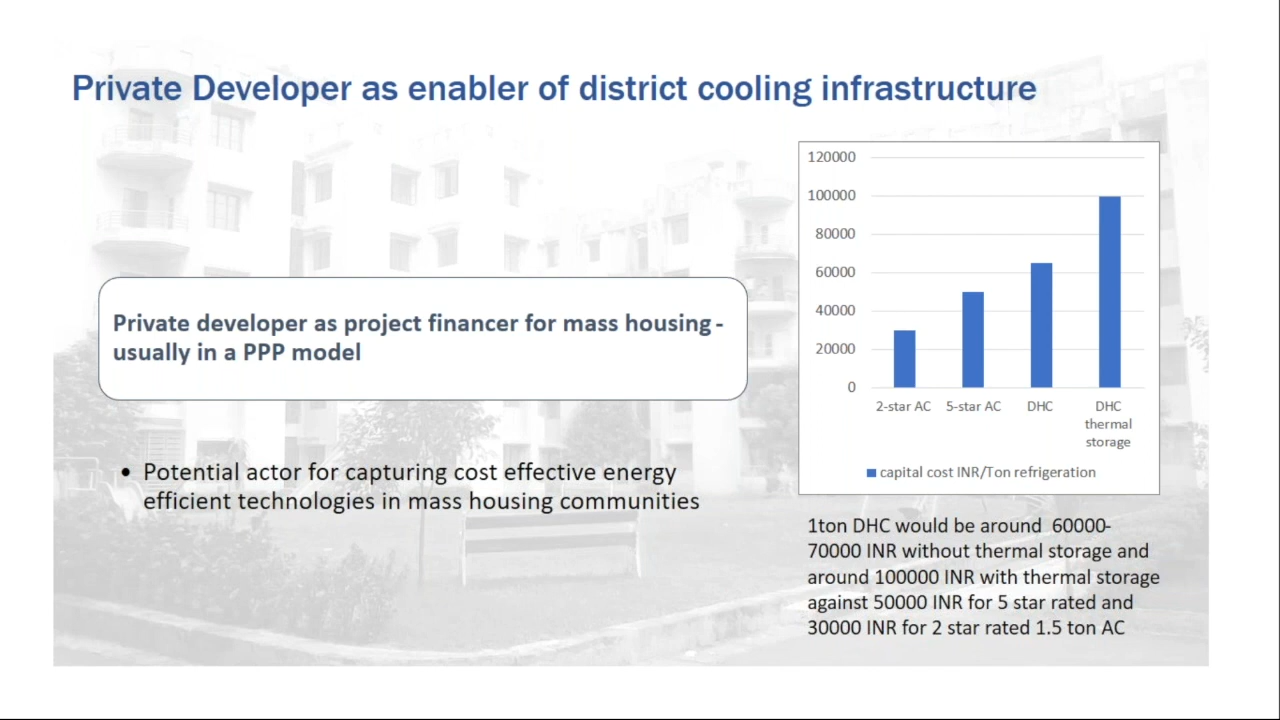 Private Developer as enabler of district cooling infrastructure
Private developer as project financer for mass housing -
usually in a PPP model
• Potential actor for capturing cost effective energy
efficient technologies in mass housing communities
120000
100000
80000
60000
40000
20000
0
2-star AC
5-star AC
DHC
DHC
thermal
storage
capital cost INR/Ton refrigeration
1ton DHC would be around 60000-
70000 INR without thermal storage and
around 100000 INR with thermal storage
against 50000 INR for 5 star rated and
30000 INR for 2 star rated 1.5 ton AC